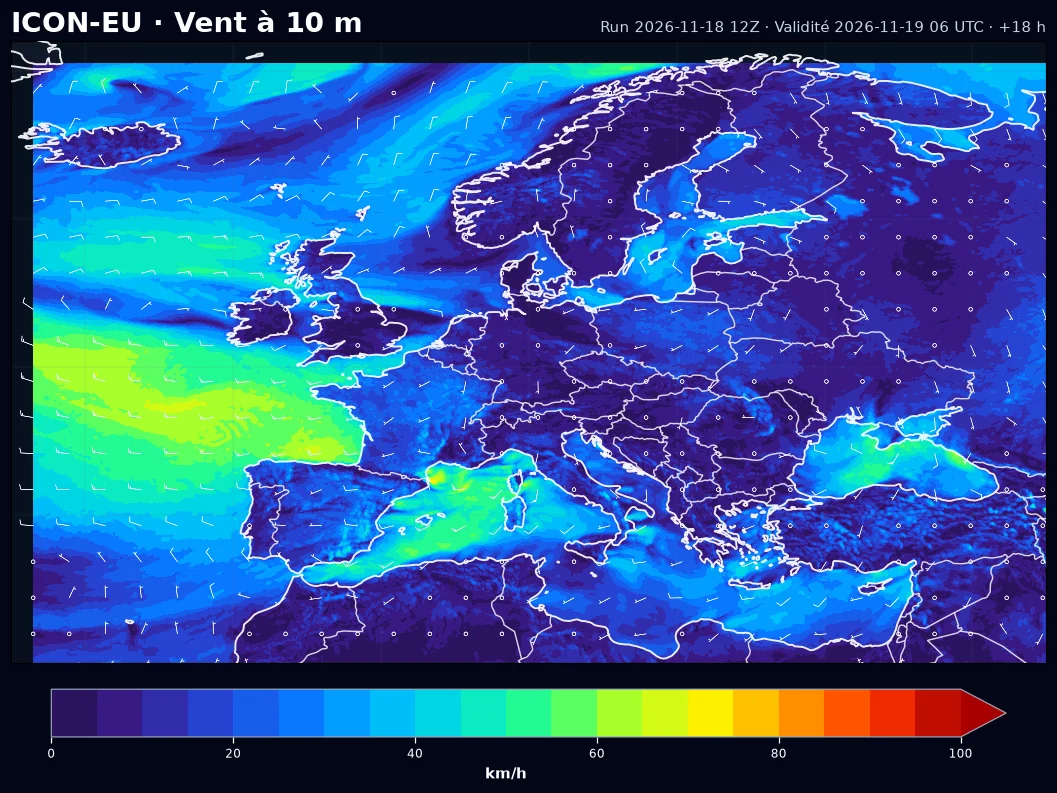 ICON-EU · Vent à 10 m
Run 2026-11-18 12Z · Validité 2026-11-19 06 UTC · +18 h
0 20 40 60 80 100
km/h